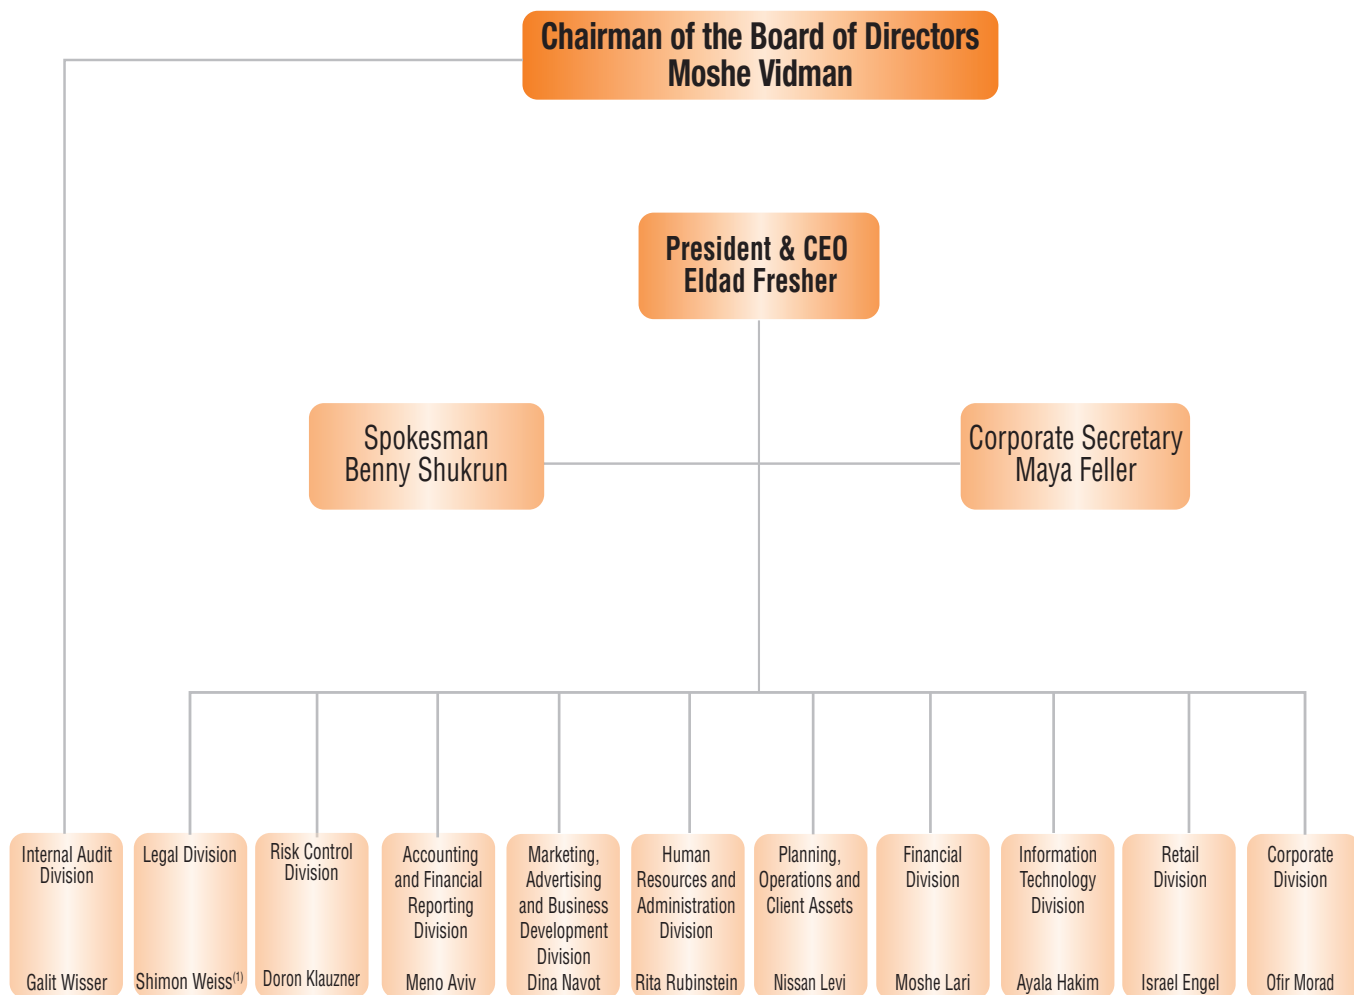 Chairman of the Board of Directors
Moshe Vidman
President & CEO
Eldad Fresher
Spokesman
Benny Shukrun
Corporate Secretary
Maya Feller
Internal Audit
Division
Galit Wisser
Legal Division
Shimon Weiss(1)
Risk Control
Division
Doron Klauzner
Accounting
and Financial
Reporting
Division
Meno Aviv
Marketing,
Advertising
and Business
Development
Division
Dina Navot
Human
Resources and
Administration
Division
Rita Rubinstein
Planning,
Operations and
Client Assets
Nissan Levi
Financial
Division
Moshe Lari
Information
Technology
Division
Ayala Hakim
Retail
Division
Israel Engel
Corporate
Division
Ofir Morad